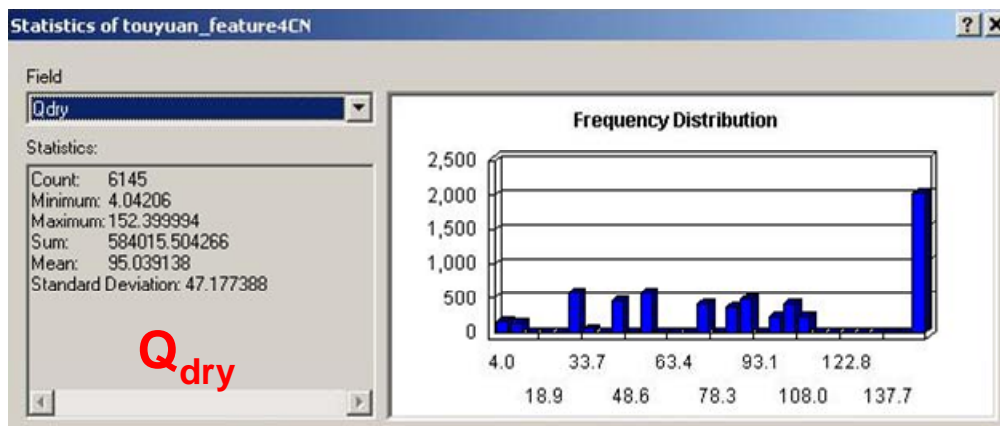 Statistics of touyuan_feature4CN
Field
Qdry
Statistics:
Count: 6145
Minimum: 4.04206
Maximum: 152.399994
Sum: 584015.504266
Mean: 95.039138
Standard Deviation: 47.177388
Qdry
Frequency Distribution
2,500
2,000
1,500
1,000
500
0
4.0 33.7 63.4 93.1 122.8
18.9 48.6 78.3 108.0 137.7